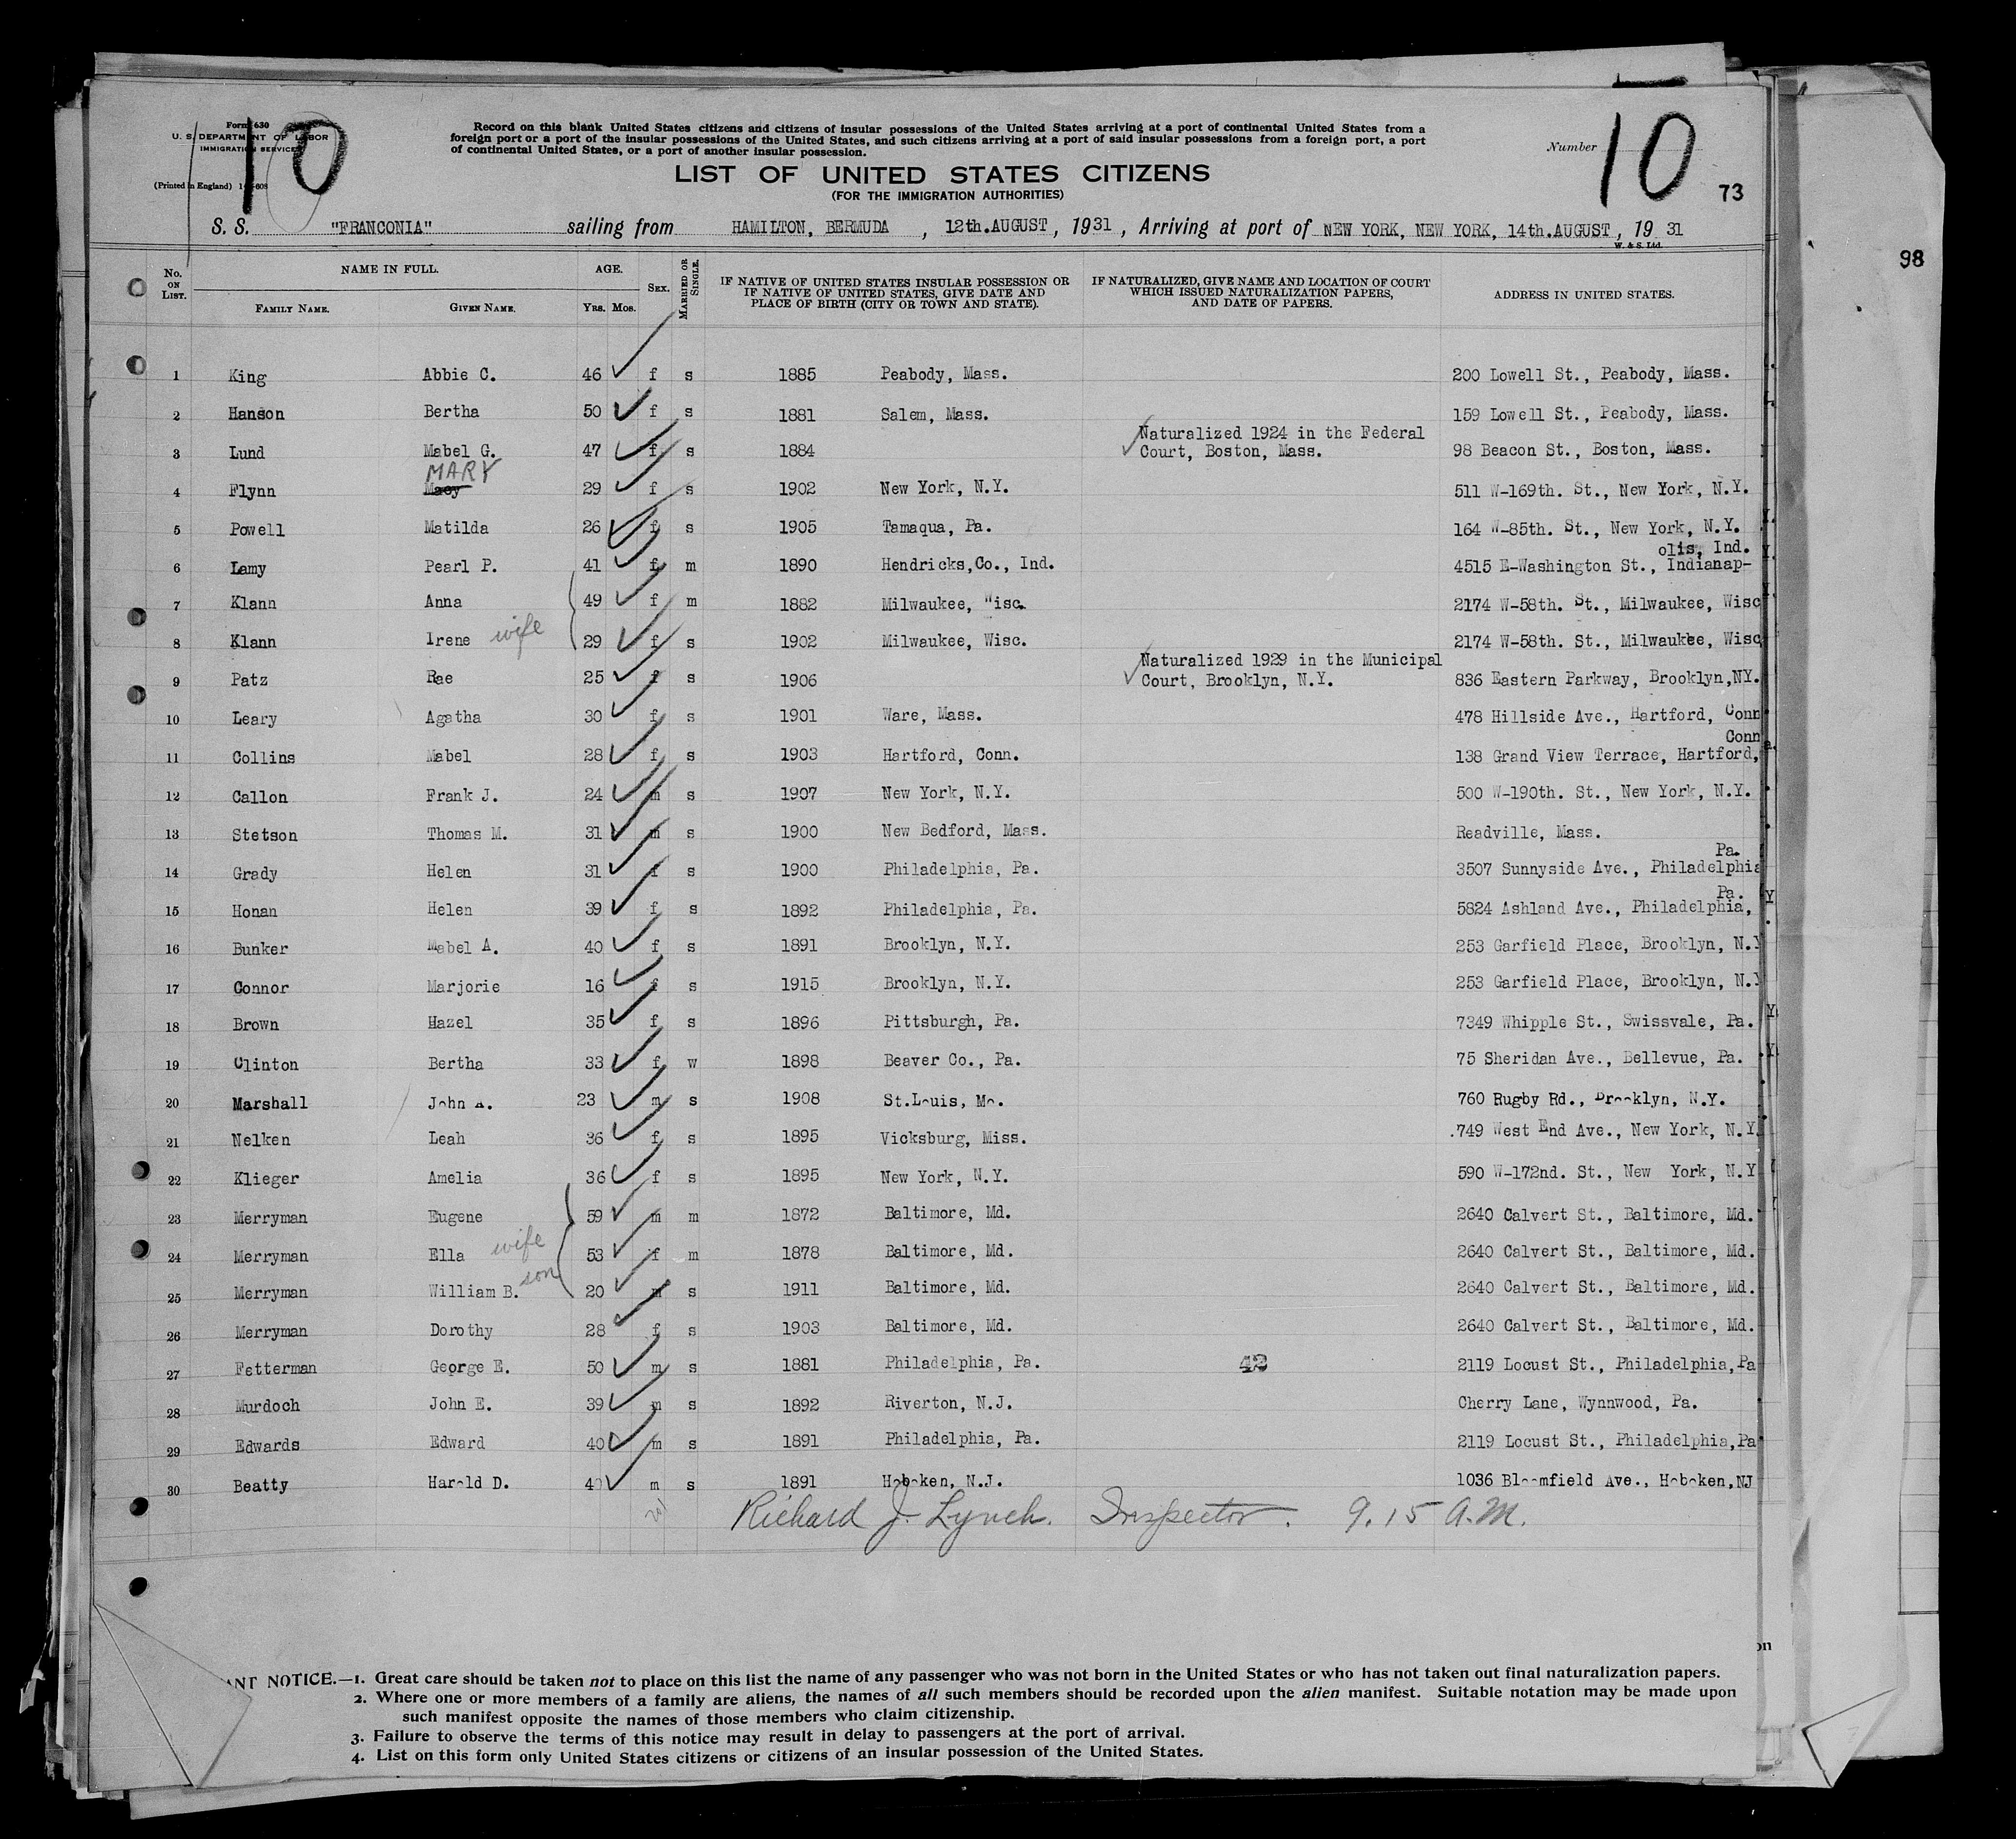 10
Form 630
U. S. DEPARTMENT OF LABOR
IMMIGRATION SERVICE
(Printed in England)
Record on this blank United States citizens and citizens of insular possessions of the United States arriving at a port of continental United States from a
foreign port or a port of the insular possessions of the United States, and such citizens arriving at a port of said insular possessions from a foreign port, a port
of continental United States, or a port of another insular possession.
Number 10
73
LIST OF UNITED STATES CITIZENS
(FOR THE IMMIGRATION AUTHORITIES)
S. S. "FRANCONIA" sailing from HAMILTON, BERMUDA , 12th.AUGUST , 1931 , Arriving at port of NEW YORK, NEW YORK, 14th.AUGUST , 19 31
W. & S. Ltd.
98
No. ON LIST. NAME IN FULL. FAMILY NAME. GIVEN NAME. AGE. YRS. MOS. SEX. MARRIED OR SINGLE. IF NATIVE OF UNITED STATES INSULAR POSSESSION OR IF NATIVE OF UNITED STATES, GIVE DATE AND PLACE OF BIRTH (CITY OR TOWN AND STATE). IF NATURALIZED, GIVE NAME AND LOCATION OF COURT WHICH ISSUED NATURALIZATION PAPERS, AND DATE OF PAPERS. ADDRESS IN UNITED STATES.
1 King Abbie C. 46 f s 1885 Peabody, Mass. 200 Lowell St., Peabody, Mass.
2 Hanson Bertha 50 f s 1881 Salem, Mass. 159 Lowell St., Peabody, Mass.
Naturalized 1924 in the Federal
3 Lund Mabel G. 47 f s 1884 Court, Boston, Mass. 98 Beacon St., Boston, Mass.
MARY
4 Flynn Macy 29 f s 1902 New York, N.Y. 511 W-169th. St., New York, N.Y.
5 Powell Matilda 26 f s 1905 Tamaqua, Pa. 164 W-85th. St., New York, N.Y.
olis, Ind.
6 Lamy Pearl P. 41 f m 1890 Hendricks,Co., Ind. 4515 E-Washington St., Indianap-
7 Klann Anna 49 f m 1882 Milwaukee, Wisc. 2174 W-58th. St., Milwaukee, Wisc
8 Klann Irene wife 29 f s 1902 Milwaukee, Wisc. 2174 W-58th. St., Milwaukee, Wisc
Naturalized 1929 in the Municipal
9 Patz Rae 25 f s 1906 Court, Brooklyn, N.Y. 836 Eastern Parkway, Brooklyn,NY.
10 Leary Agatha 30 f s 1901 Ware, Mass. 478 Hillside Ave., Hartford, Conn
Conn
11 Collins Mabel 28 f s 1903 Hartford, Conn. 138 Grand View Terrace, Hartford,
12 Callon Frank J. 24 m s 1907 New York, N.Y. 500 W-190th. St., New York, N.Y.
13 Stetson Thomas M. 31 m s 1900 New Bedford, Mass. Readville, Mass.
Pa.
14 Grady Helen 31 f s 1900 Philadelphia, Pa. 3507 Sunnyside Ave., Philadelphia
Pa.
15 Honan Helen 39 f s 1892 Philadelphia, Pa. 5824 Ashland Ave., Philadelphia,
16 Bunker Mabel A. 40 f s 1891 Brooklyn, N.Y. 253 Garfield Place, Brooklyn, N.Y
17 Connor Marjorie 16 f s 1915 Brooklyn, N.Y. 253 Garfield Place, Brooklyn, N.Y
18 Brown Hazel 35 f s 1896 Pittsburgh, Pa. 7349 Whipple St., Swissvale, Pa.
19 Clinton Bertha 33 f w 1898 Beaver Co., Pa. 75 Sheridan Ave., Bellevue, Pa.
20 Marshall John A. 23 m s 1908 St.Louis, Mo. 760 Rugby Rd., Brooklyn, N.Y.
21 Nelken Leah 36 f s 1895 Vicksburg, Miss. 749 West End Ave., New York, N.Y.
22 Klieger Amelia 36 f s 1895 New York, N.Y. 590 W-172nd. St., New York, N.Y
23 Merryman Eugene 59 m m 1872 Baltimore, Md. 2640 Calvert St., Baltimore, Md.
24 Merryman Ella wife 53 f m 1878 Baltimore, Md. 2640 Calvert St., Baltimore, Md.
25 Merryman William B. son 20 m s 1911 Baltimore, Md. 2640 Calvert St., Baltimore, Md.
26 Merryman Dorothy 28 f s 1903 Baltimore, Md. 2640 Calvert St., Baltimore, Md.
27 Fetterman George E. 50 m s 1881 Philadelphia, Pa. 42 2119 Locust St., Philadelphia,Pa
28 Murdoch John E. 39 m s 1892 Riverton, N.J. Cherry Lane, Wynnwood, Pa.
29 Edwards Edward 40 m s 1891 Philadelphia, Pa. 2119 Locust St., Philadelphia,Pa
30 Beatty Harold D. 40 m s 1891 Hoboken, N.J. 1036 Bloomfield Ave., Hoboken,NJ
Richard J. Lynch. Inspector. 9.15 A.M.
ANT NOTICE.—1. Great care should be taken not to place on this list the name of any passenger who was not born in the United States or who has not taken out final naturalization papers.
2. Where one or more members of a family are aliens, the names of all such members should be recorded upon the alien manifest. Suitable notation may be made upon
such manifest opposite the names of those members who claim citizenship.
3. Failure to observe the terms of this notice may result in delay to passengers at the port of arrival.
4. List on this form only United States citizens or citizens of an insular possession of the United States.